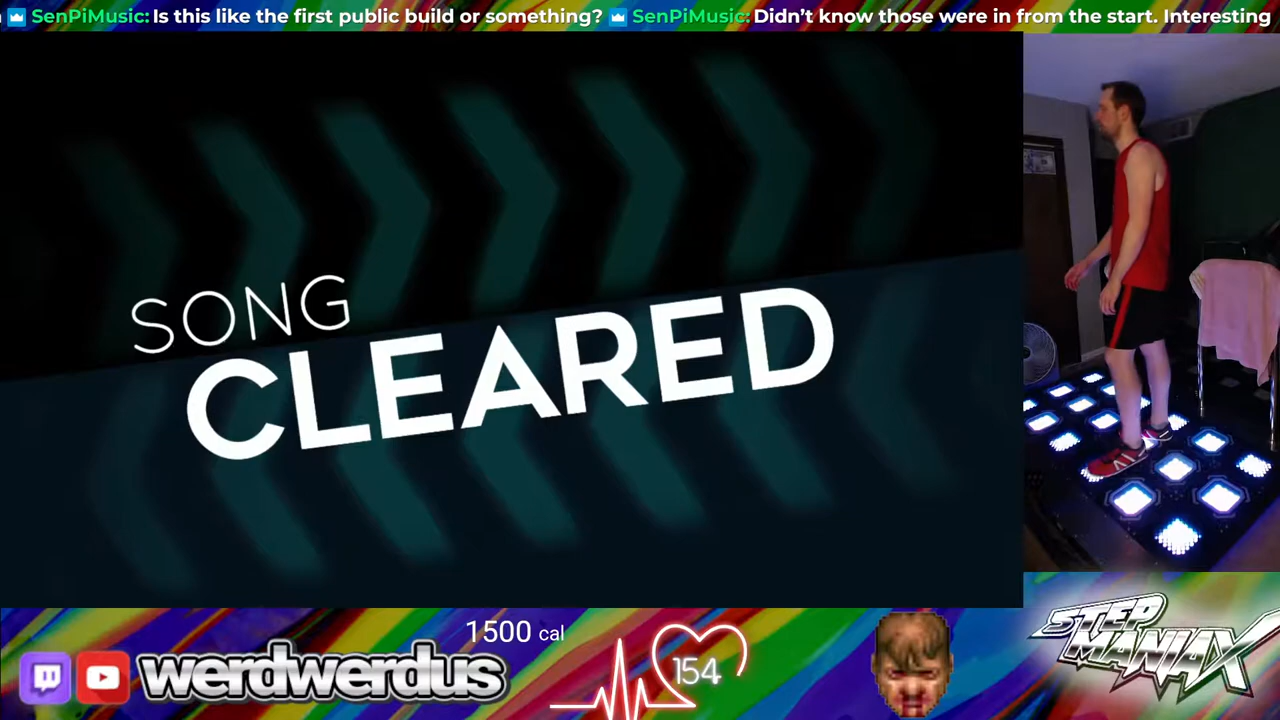 SenPiMusic: Is this like the first public build or something? SenPiMusic: Didn't know those were in from the start. Interesting
SONG
CLEARED
1500 cal
werdwerdus
154
STEP
MANIAX